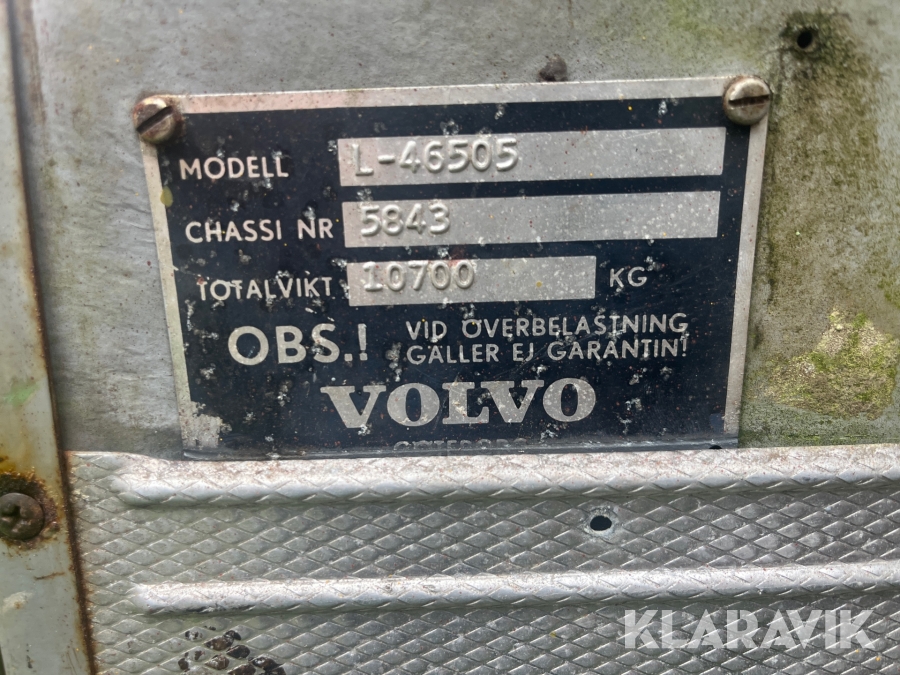 MODELL L-46505
CHASSI NR 5843
TOTALVIKT 10700 KG
OBS.! VID ÖVERBELASTNING
GÄLLER EJ GARANTIN!
VOLVO
KLARAVIK